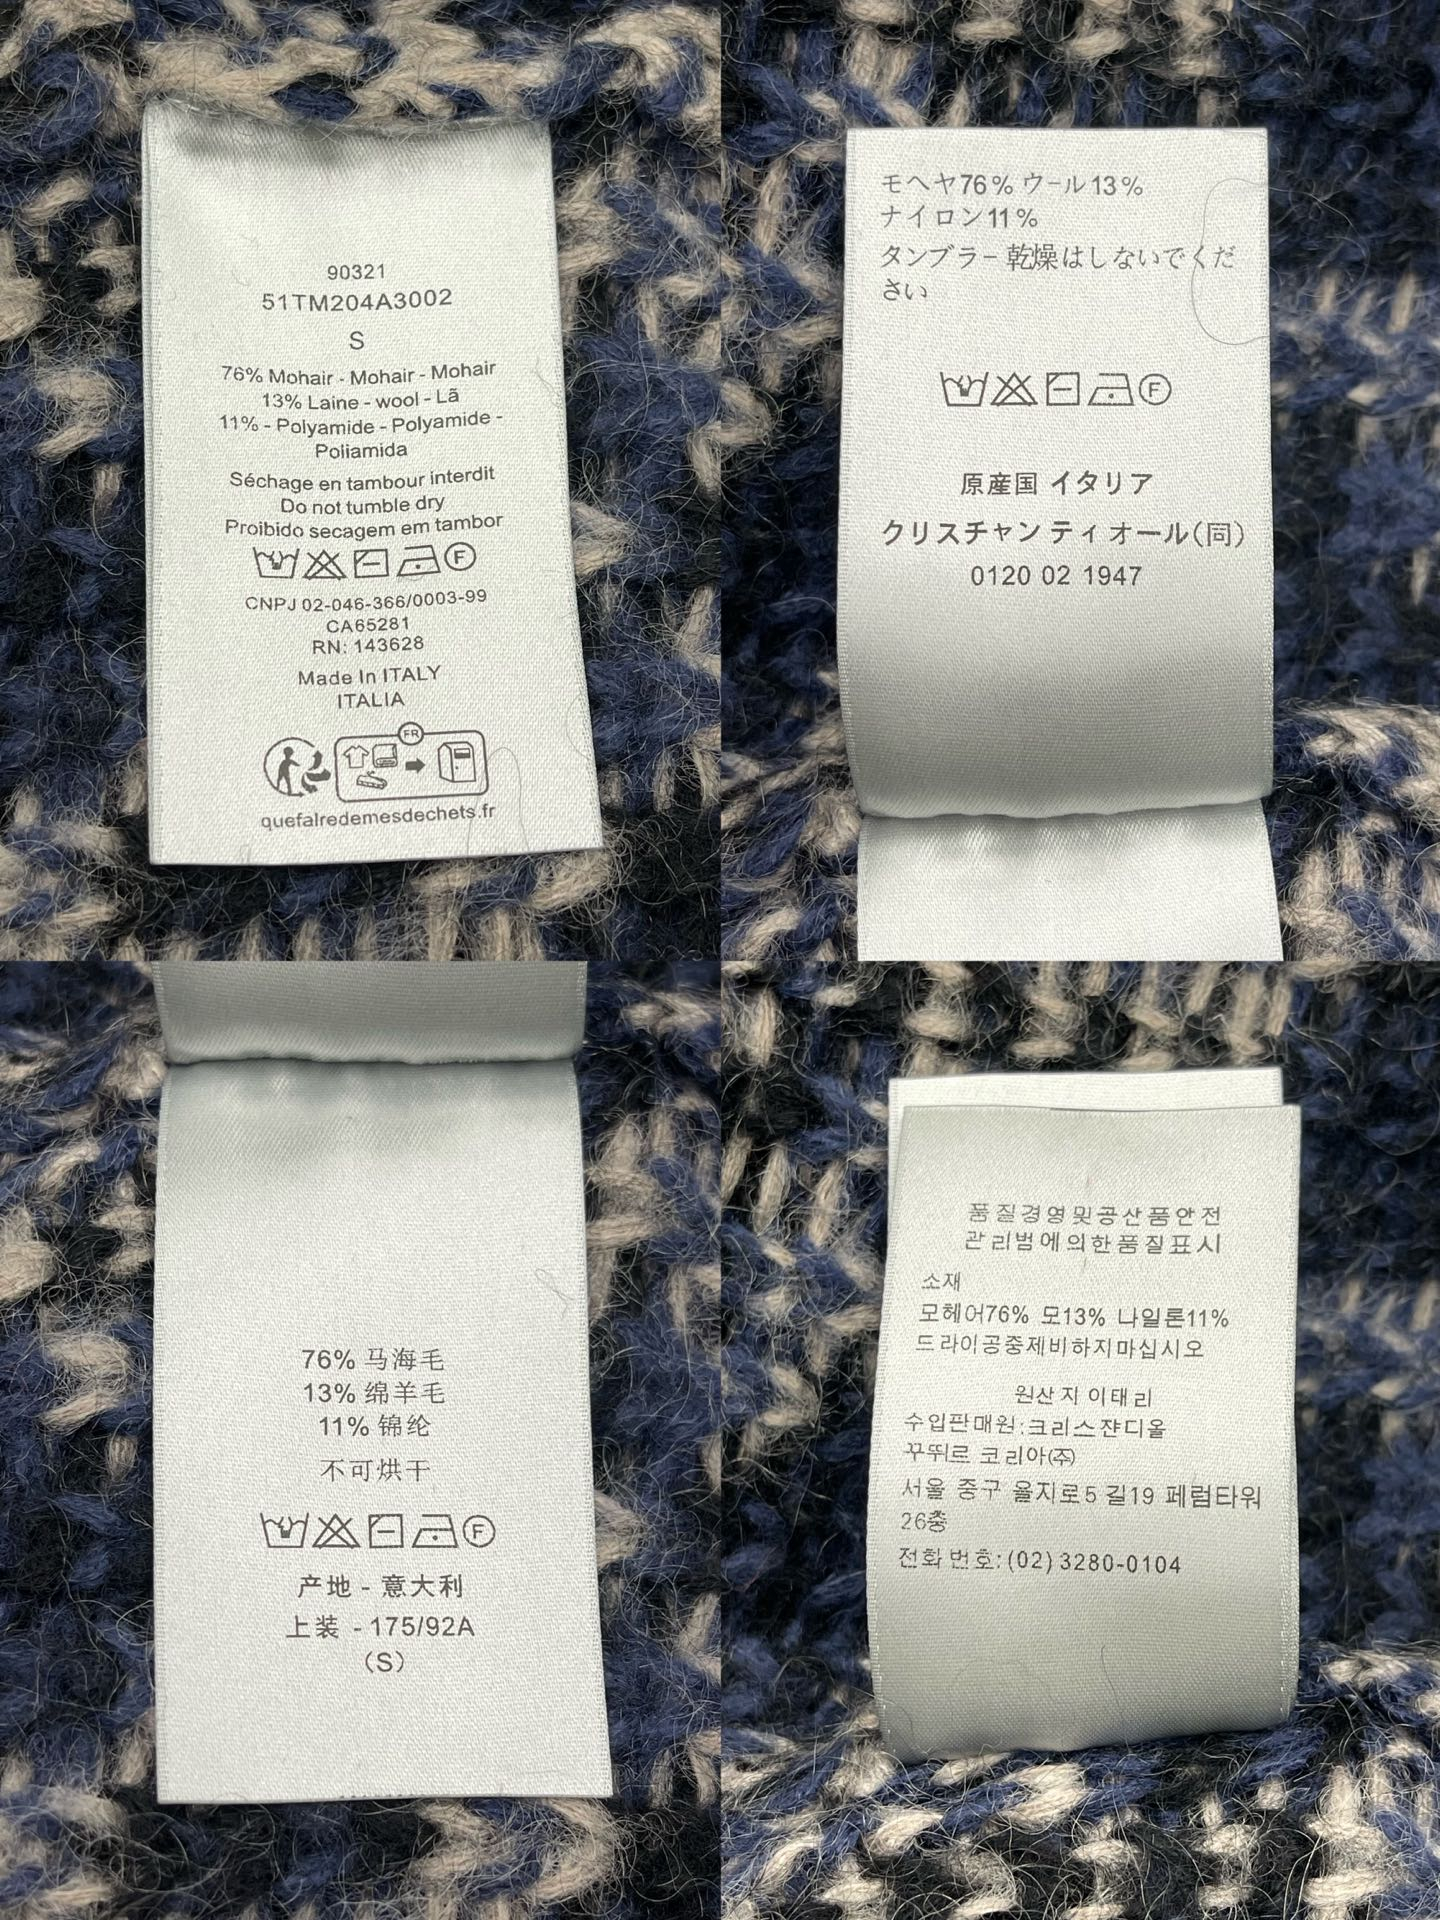 90321
51TM204A3002
S
76% Mohair - Mohair - Mohair
13% Laine - wool - Lã
11% - Polyamide - Polyamide -
Poliamida
Séchage en tambour interdit
Do not tumble dry
Proibido secagem em tambor
F
CNPJ 02-046-366/0003-99
CA65281
RN: 143628
Made In ITALY
ITALIA
FR
quefalredemesdechets.fr
モヘヤ76% ウール13%
ナイロン11%
タンブラー乾燥はしないでくだ
さい
F
原産国 イタリア
クリスチャン ティオール(同)
0120 02 1947
76% 马海毛
13% 绵羊毛
11% 锦纶
不可烘干
F
产地 - 意大利
上装 - 175/92A
(S)
품질경영및공산품안전
관리법에의한품질표시
소재
모헤어76% 모13% 나일론11%
드라이공중제비하지마십시오
원산지 이태리
수입판매원:크리스챤디올
꾸뛰르 코리아(주)
서울 중구 을지로5 길19 페럼타워
26층
전화번호:(02)3280-0104